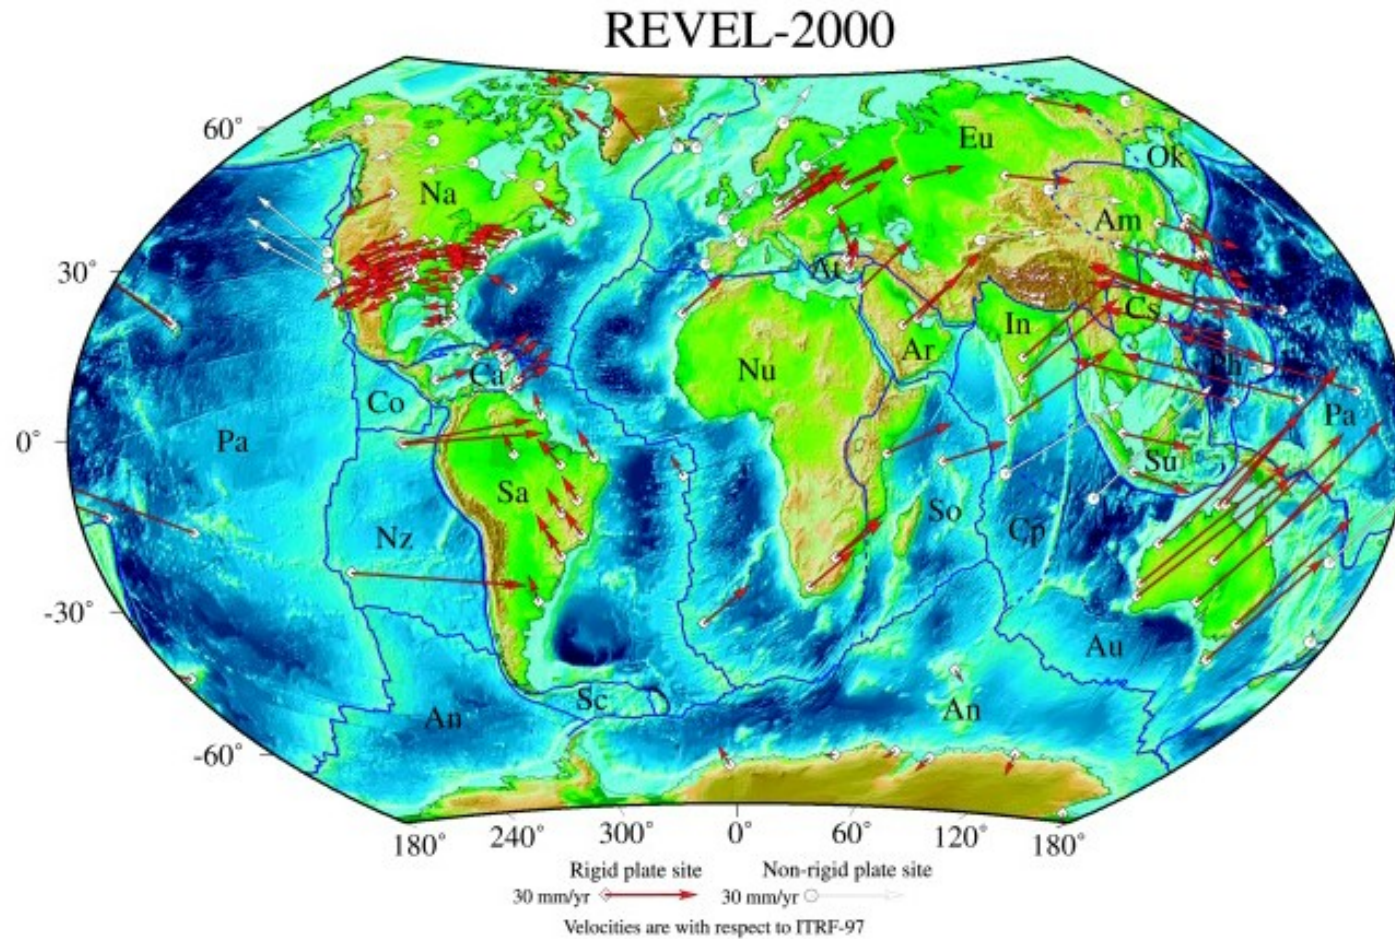 REVEL-2000
60°
30°
0°
-30°
-60°
Na
Eu
Ok
Am
At
Cs
In
Ar
Ph
Ca
Nu
Co
Pa
Pa
Su
Sa
So
Cp
Nz
Au
Sc
An
An
180° 240° 300° 0° 60° 120° 180°
Rigid plate site Non-rigid plate site
30 mm/yr 30 mm/yr
Velocities are with respect to ITRF-97